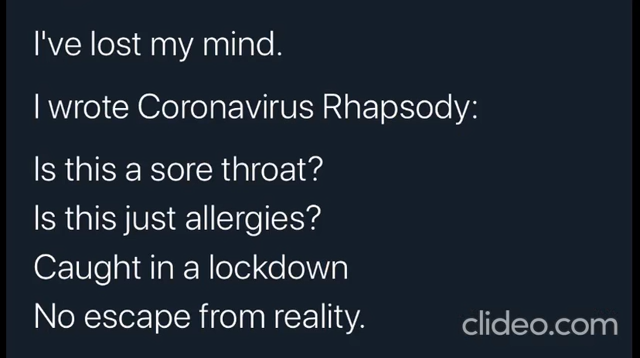 I've lost my mind.
I wrote Coronavirus Rhapsody:
Is this a sore throat?
Is this just allergies?
Caught in a lockdown
No escape from reality.
clideo.com